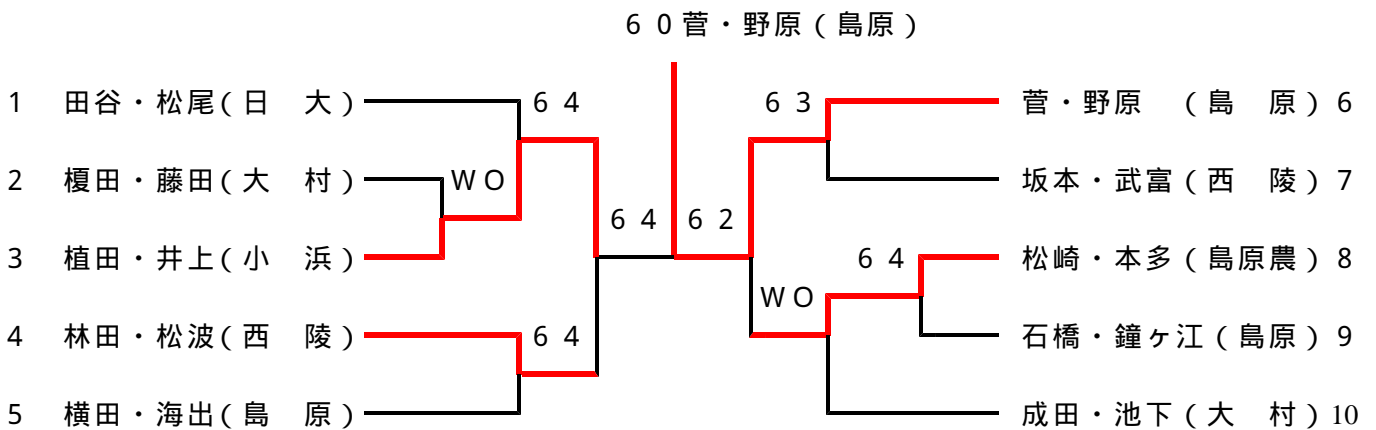 ６０菅・野原（島原）
1 田谷・松尾(日　大) ６４ ６３ 菅・野原　（島　原）6
2 榎田・藤田(大　村) ＷＯ 坂本・武富（西　陵）7
６４ ６２
3 植田・井上(小　浜) ６４ 松崎・本多（島原農）8
ＷＯ
4 林田・松波(西　陵) ６４ 石橋・鐘ヶ江（島原）9
5 横田・海出(島　原) 成田・池下（大　村）10